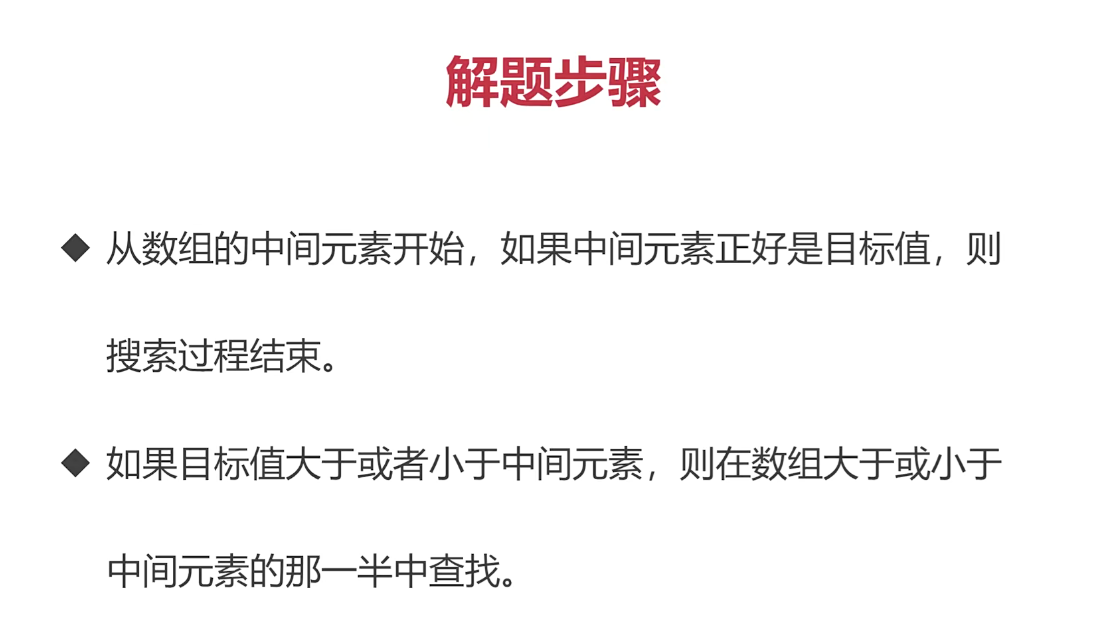 解题步骤
从数组的中间元素开始，如果中间元素正好是目标值，则
搜索过程结束。
如果目标值大于或者小于中间元素，则在数组大于或小于
中间元素的那一半中查找。